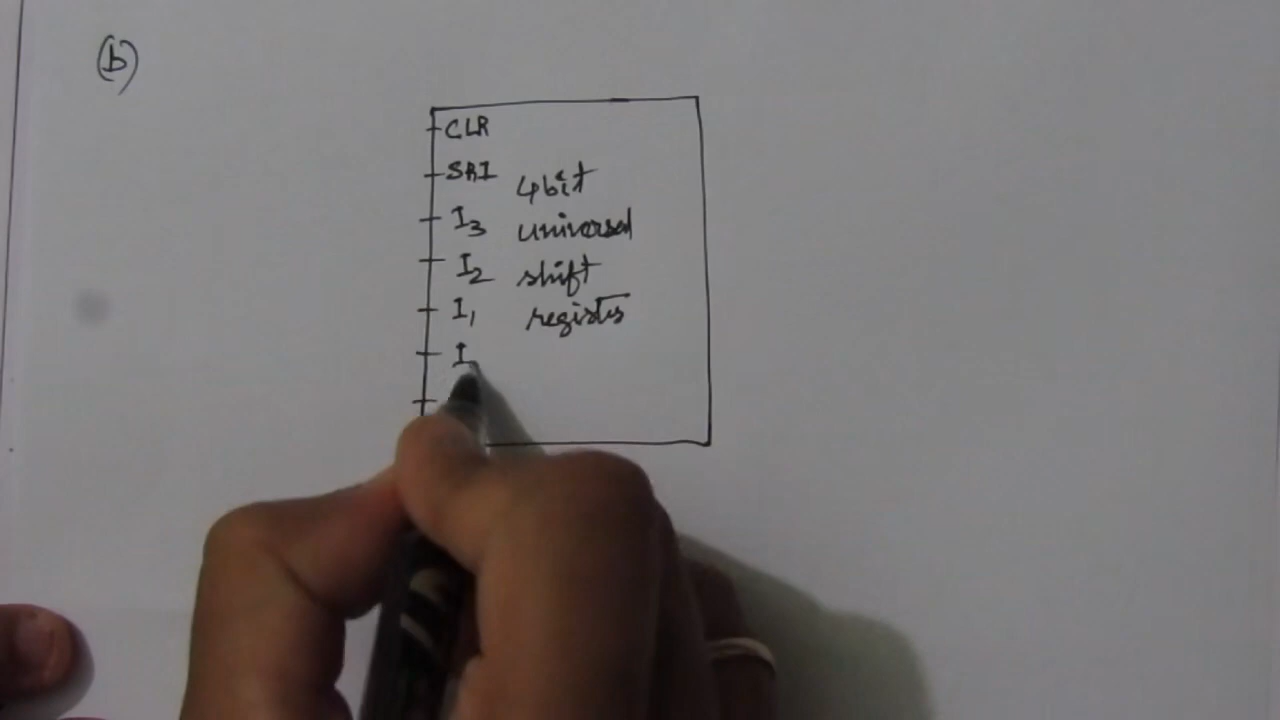 (b)
CLR
SRI
I3
I2
I1
I
4bit
universal
shift
register